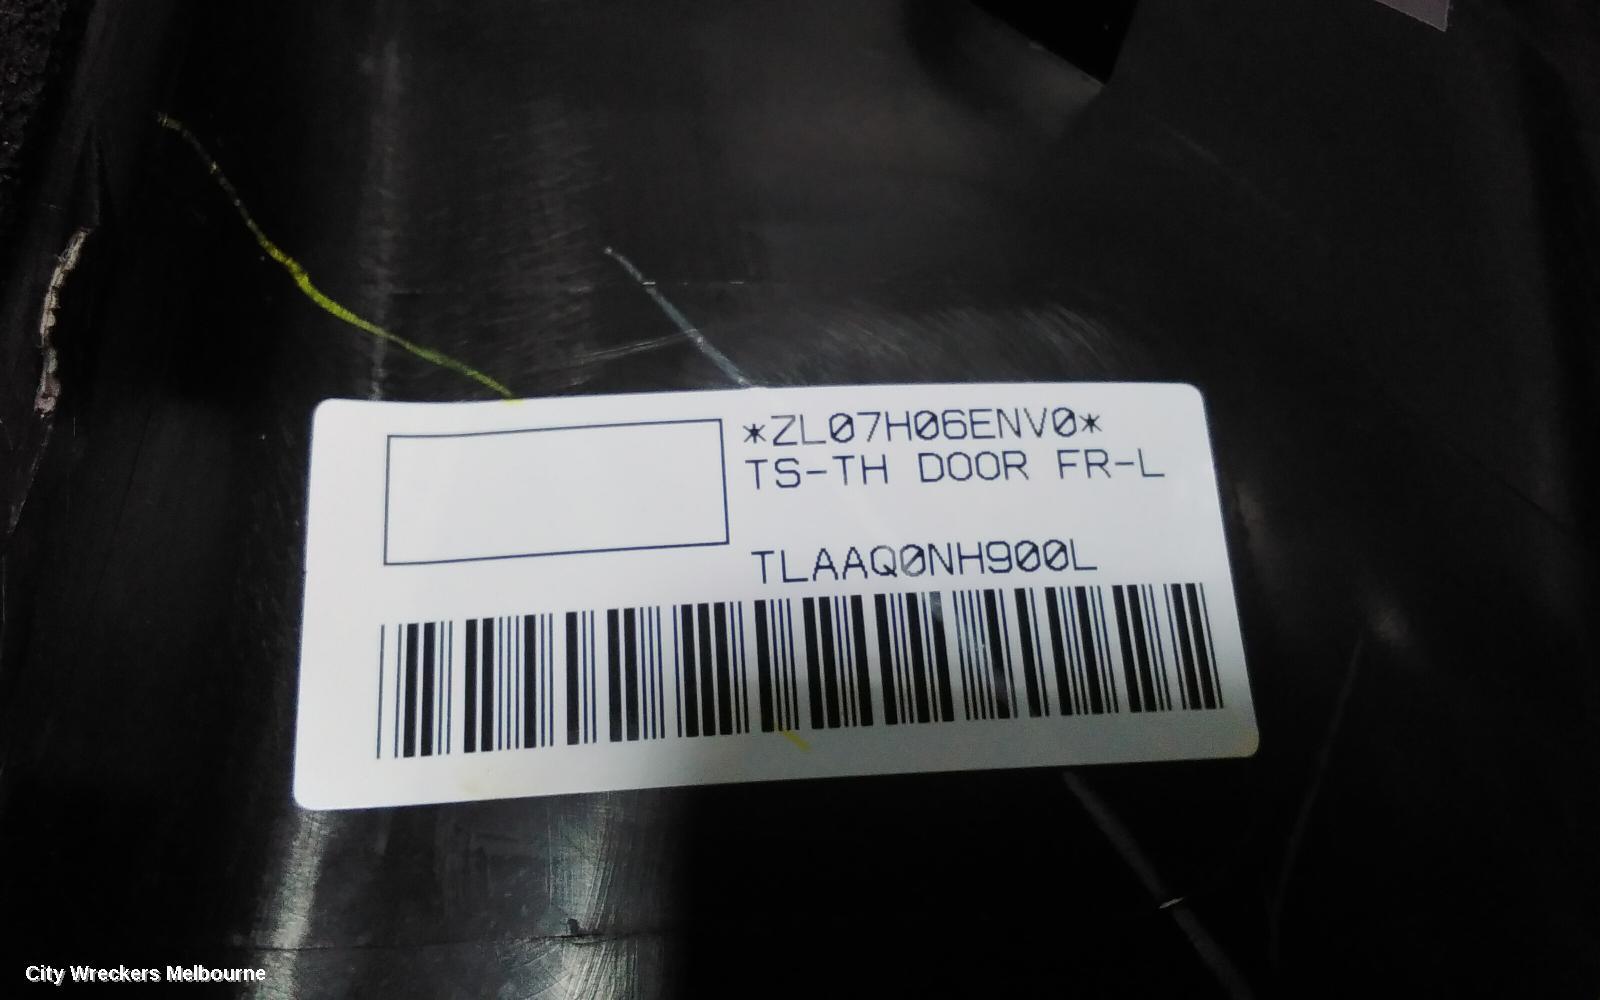 *ZL07H06ENV0*
TS-TH DOOR FR-L
TLAAQ0NH900L
City Wreckers Melbourne